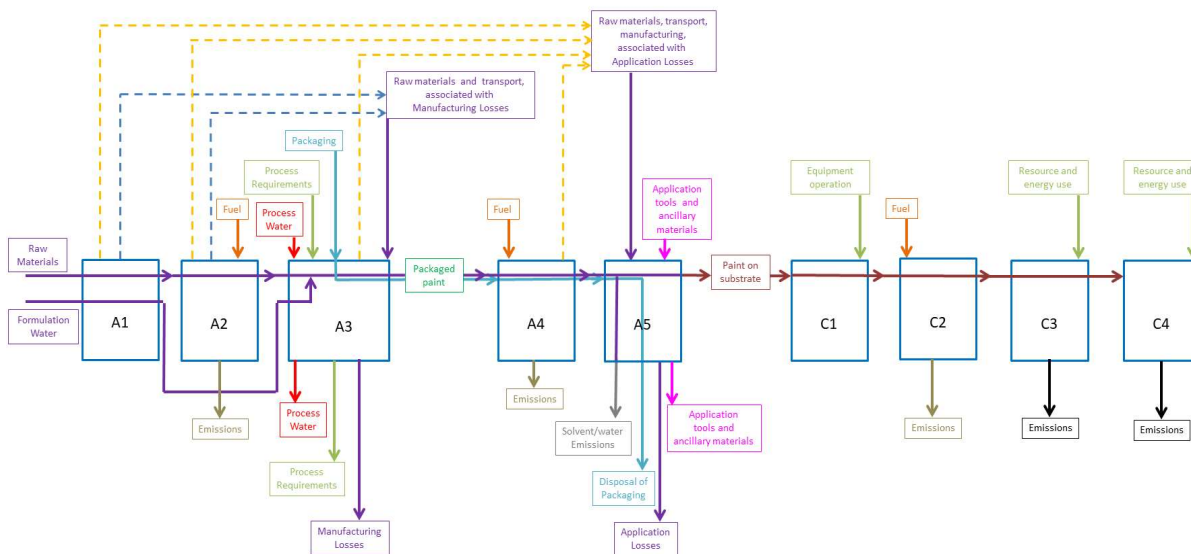 Raw materials, transport,
manufacturing,
associated with
Application Losses
Raw materials and transport,
associated with
Manufacturing Losses
Packaging
Process
Requirements
Equipment
operation
Resource and
energy use
Resource and
energy use
Application
tools and
ancillary
materials
Fuel
Process
Water
Fuel
Fuel
Raw
Materials
Packaged
paint
Paint on
substrate
Formulation
Water
A1
A2
A3
A4
A5
C1
C2
C3
C4
Emissions
Process
Water
Emissions
Solvent/water
Emissions
Application
tools and
ancillary materials
Emissions
Emissions
Emissions
Process
Requirements
Disposal of
Packaging
Manufacturing
Losses
Application
Losses